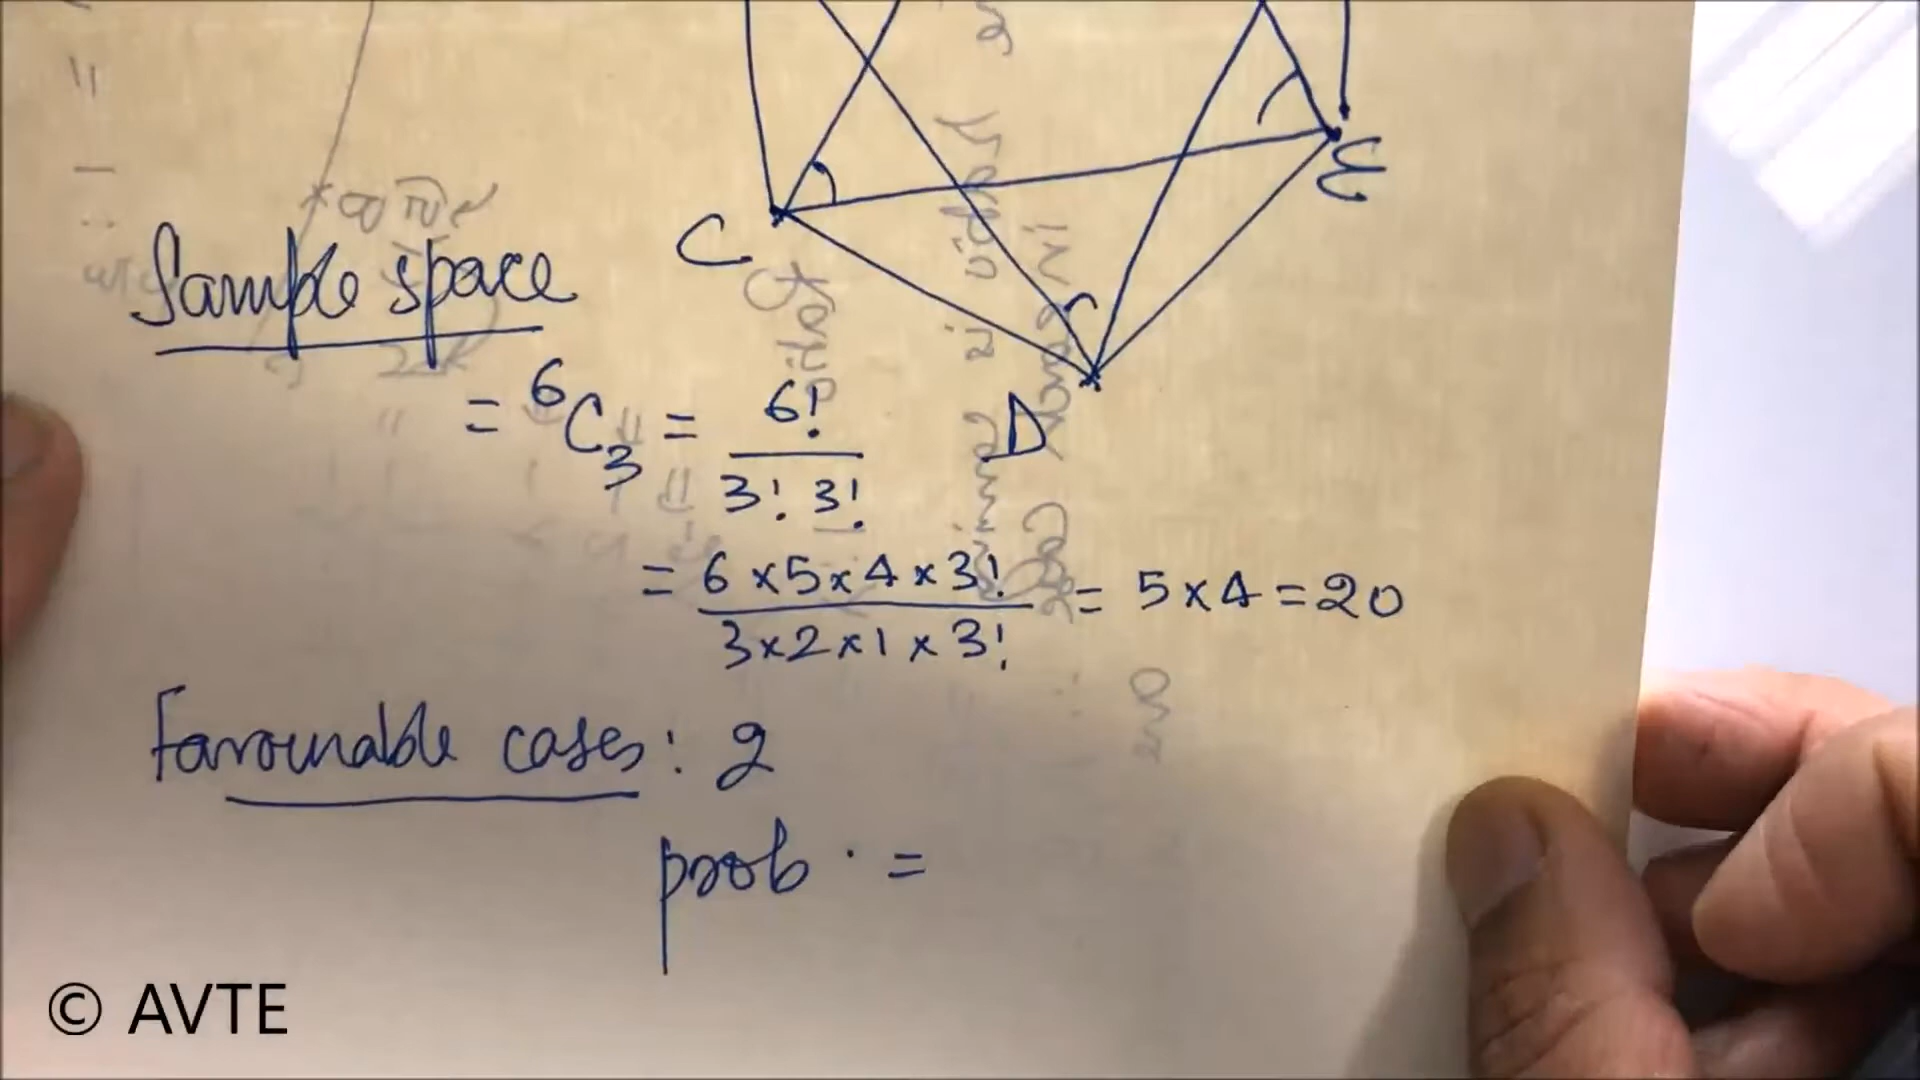 C
E
D
Sample space
= ⁶C₃ = 6! / 3! 3!
= 6 x 5 x 4 x 3! / 3 x 2 x 1 x 3! = 5 x 4 = 20
Favourable cases : 2
prob . =
© AVTE